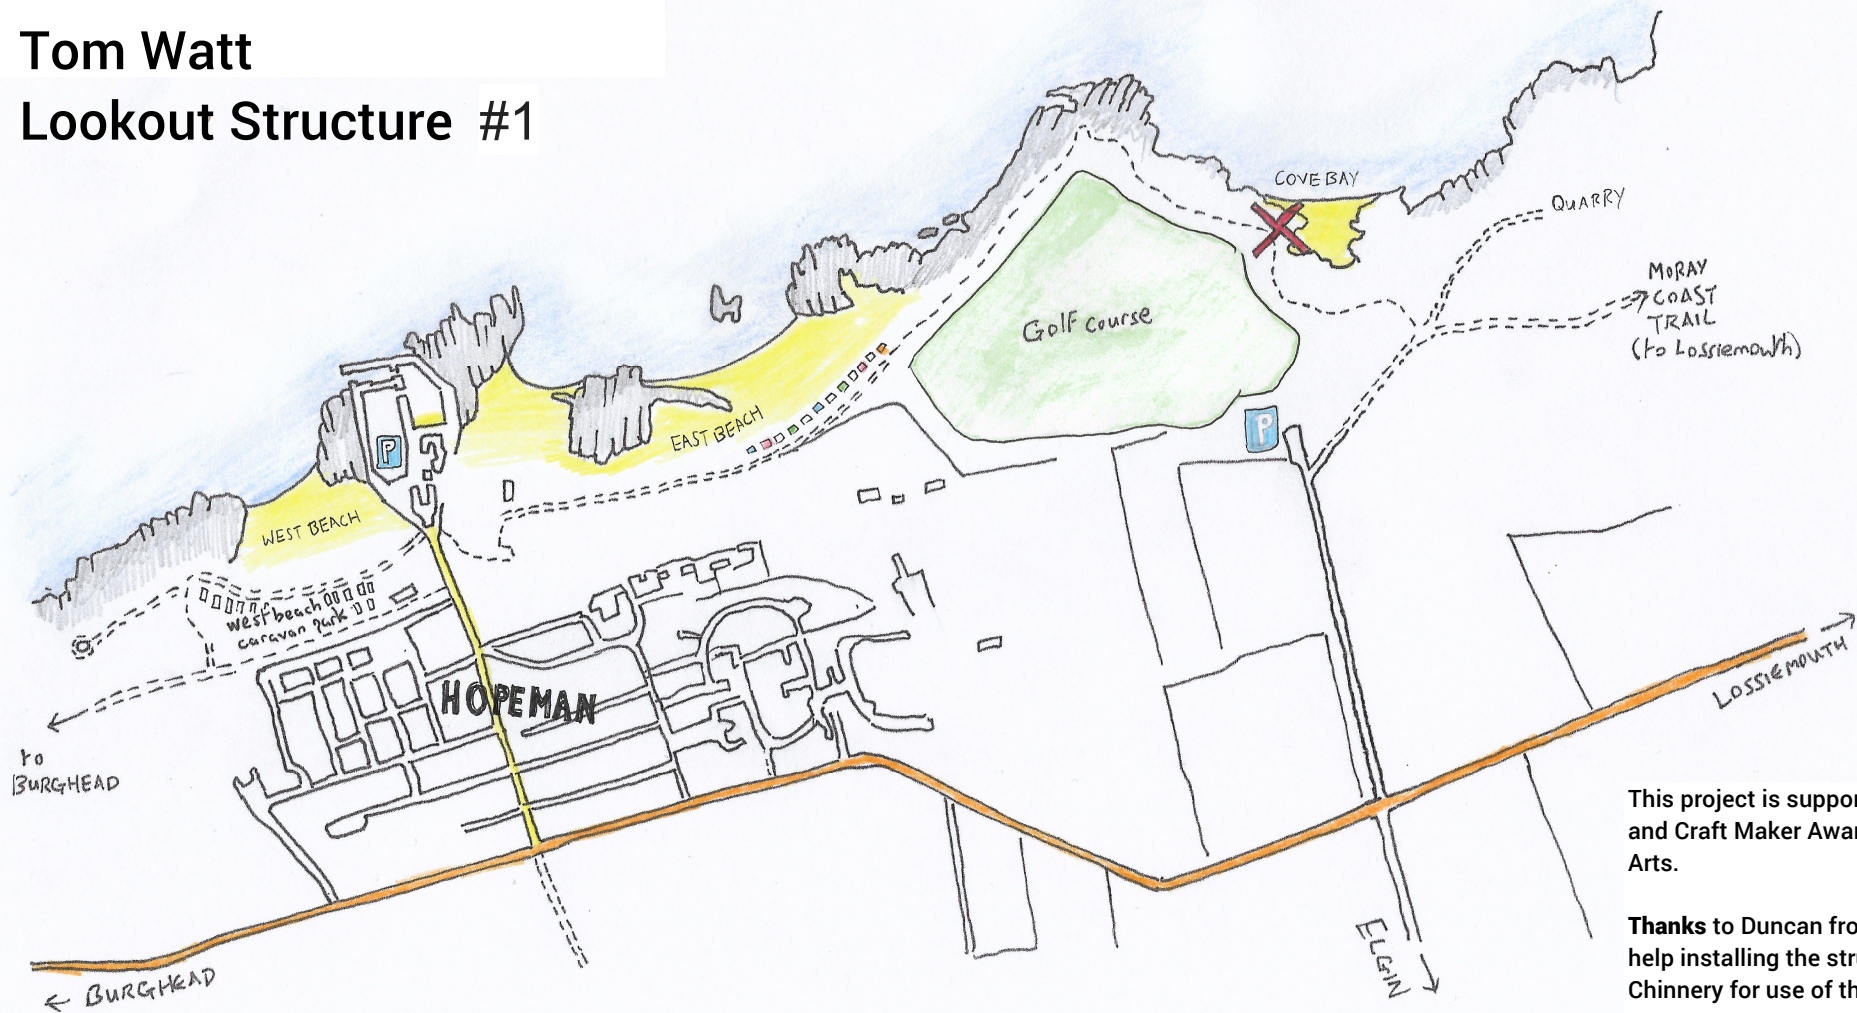 Tom Watt
Lookout Structure #1
COVE BAY
QUARRY
MORAY
COAST
TRAIL
(to Lossiemouth)
Golf course
P
EAST BEACH
P
WEST BEACH
west beach
caravan park
HOPEMAN
to
BURGHEAD
LOSSIEMOUTH
ELGIN
← BURGHEAD
This project is suppor
and Craft Maker Awar
Arts.
Thanks to Duncan fro
help installing the stru
Chinnery for use of th